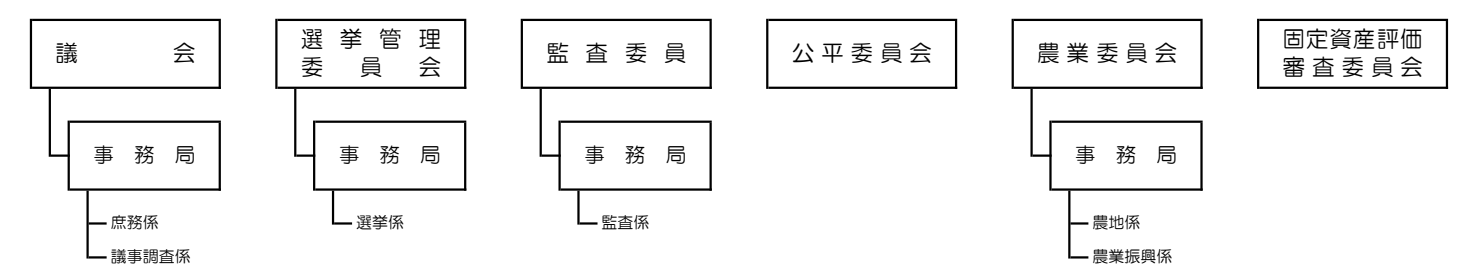 議会
選挙管理
委員会
監査委員
公平委員会
農業委員会
固定資産評価
審査委員会
事務局
事務局
事務局
事務局
庶務係
選挙係
監査係
農地係
議事調査係
農業振興係